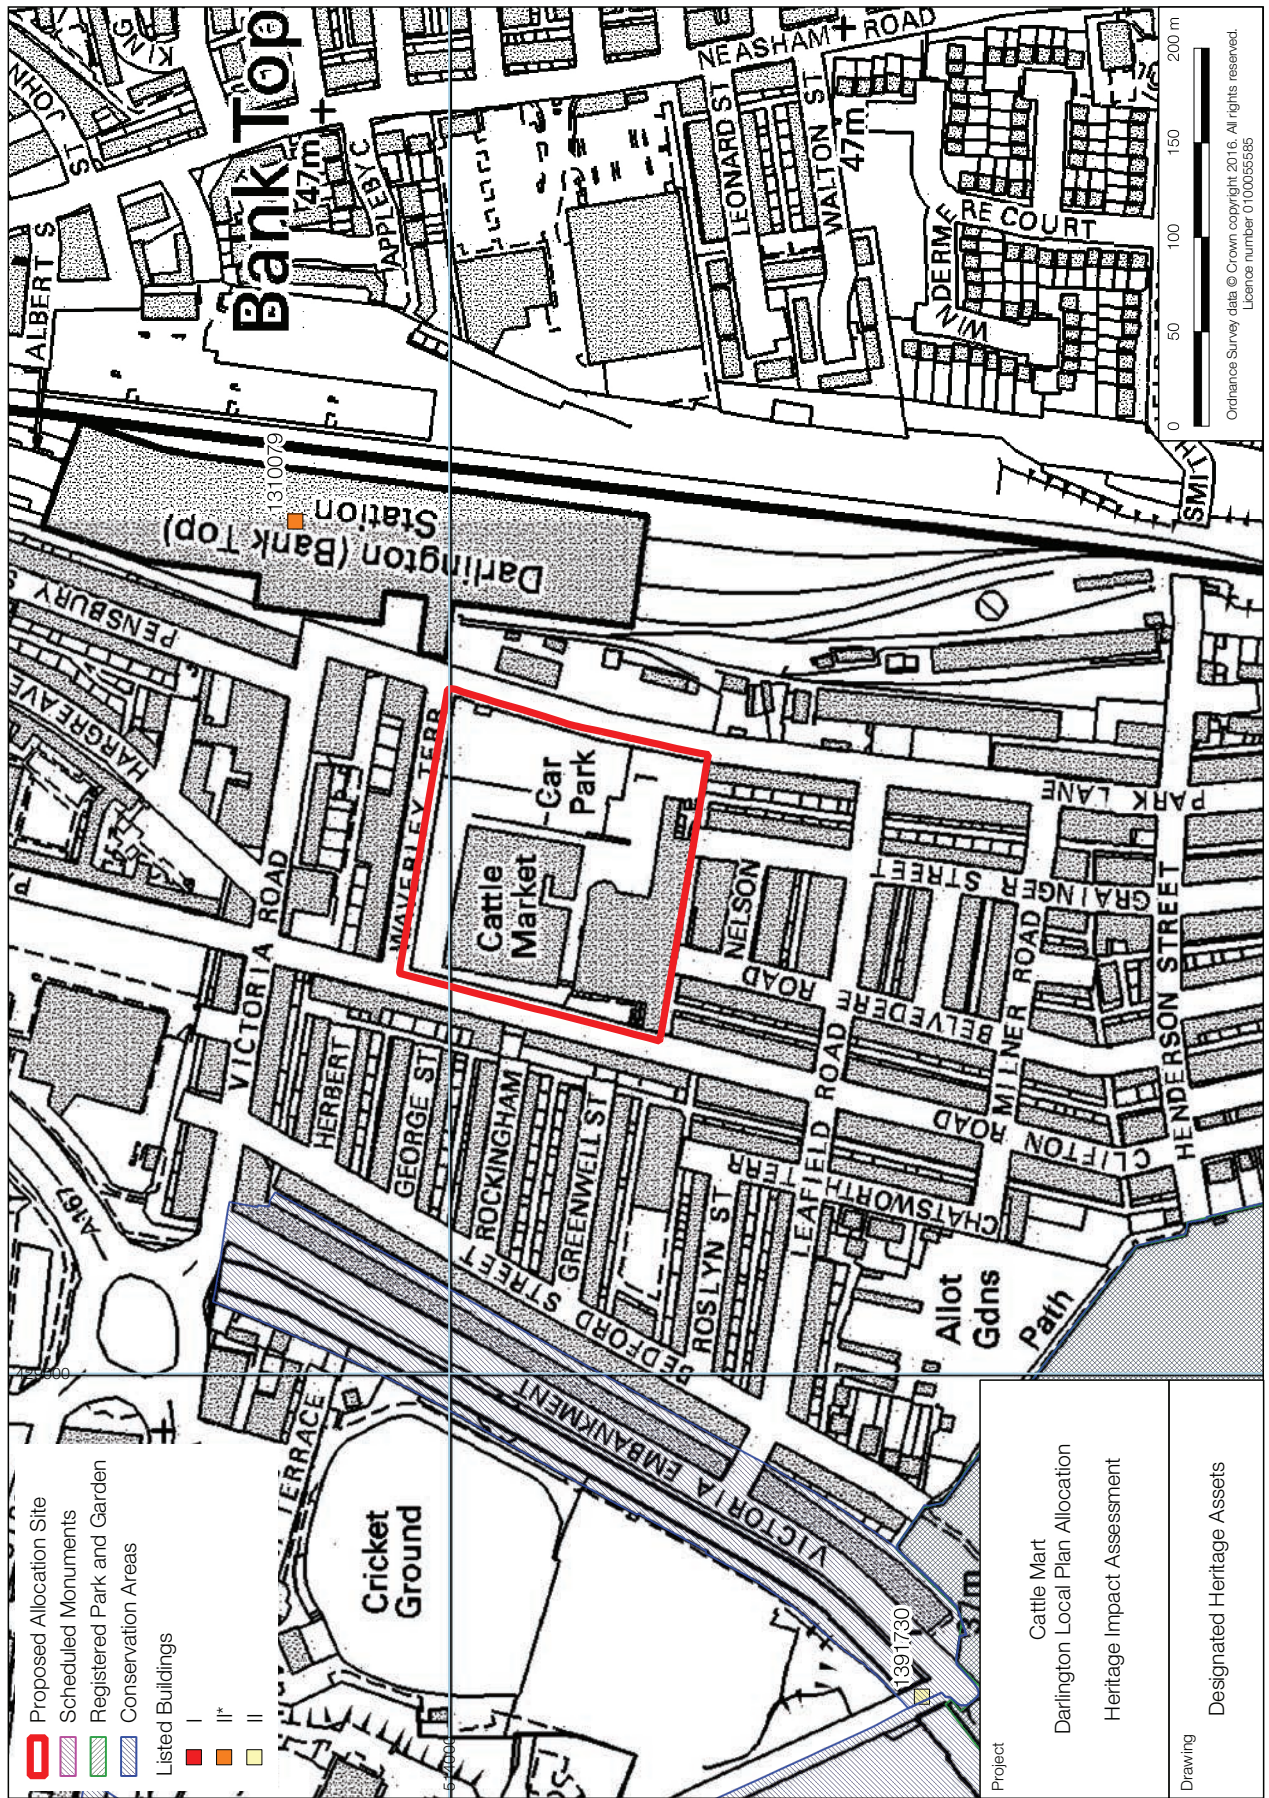 Proposed Allocation Site
Scheduled Monuments
Registered Park and Garden
Conservation Areas
Listed Buildings
I
II*
II
TERRACE
Cricket
Ground
VICTORIA EMBANKMENT
1391730
37m
A167
VICTORIA ROAD
HERBERT
GEORGE ST
ROCKINGHAM
GREENWELL ST
BEDFORD
STREET
ROSLYN ST
CHATSWORTH
TERR
LEAFIELD ROAD
Allot
Gdns
Path
CLIFTON
ROAD
MILNER ROAD
BELVEDERE
ROAD
NELSON
GRAINGER
STREET
HENDERSON STREET
PARK LANE
WAVERLEY TERR
Cattle
Market
Car
Park
HARGREAVE
PENSBURY
S
Darlington (Bank Top)
Station
1310079
ALBERT S
ST
JOHN
KING
Bank Top
47m
APPLEBY C
NEASHAM
ROAD
LEONARD ST
WALTON ST
47m
WINDERMERE COURT
SMITH
0
50
100
150
200 m
Ordnance Survey data © Crown copyright 2016. All rights reserved.
Licence number 0100055585
Project
Cattle Mart
Darlington Local Plan Allocation
Heritage Impact Assessment
Drawing
Designated Heritage Assets